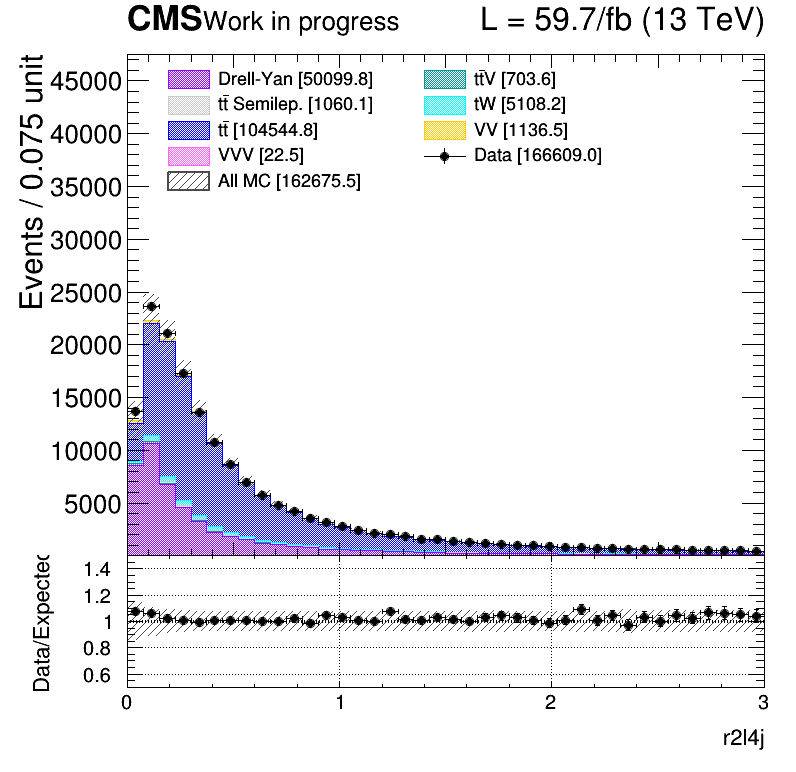 CMS Work in progress L = 59.7/fb (13 TeV)
Events / 0.075 unit
45000
40000
35000
30000
25000
20000
15000
10000
5000
Drell-Yan [50099.8]
tt̄ Semilep. [1060.1]
tt̄ [104544.8]
VVV [22.5]
All MC [162675.5]
tt̄V [703.6]
tW [5108.2]
VV [1136.5]
Data [166609.0]
Data/Expected
1.4
1.2
1
0.8
0.6
0 1 2 3
r2l4j